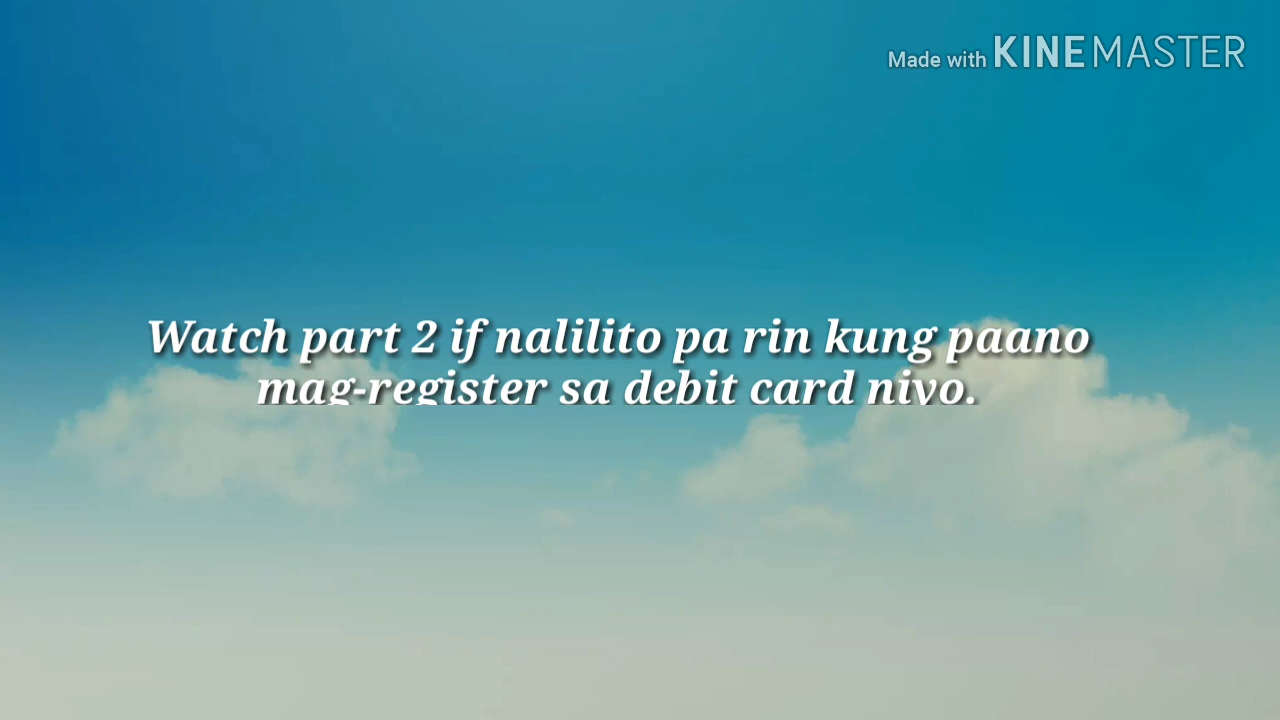 Made with KINEMASTER
Watch part 2 if nalilito pa rin kung paano
mag-register sa debit card niyo.